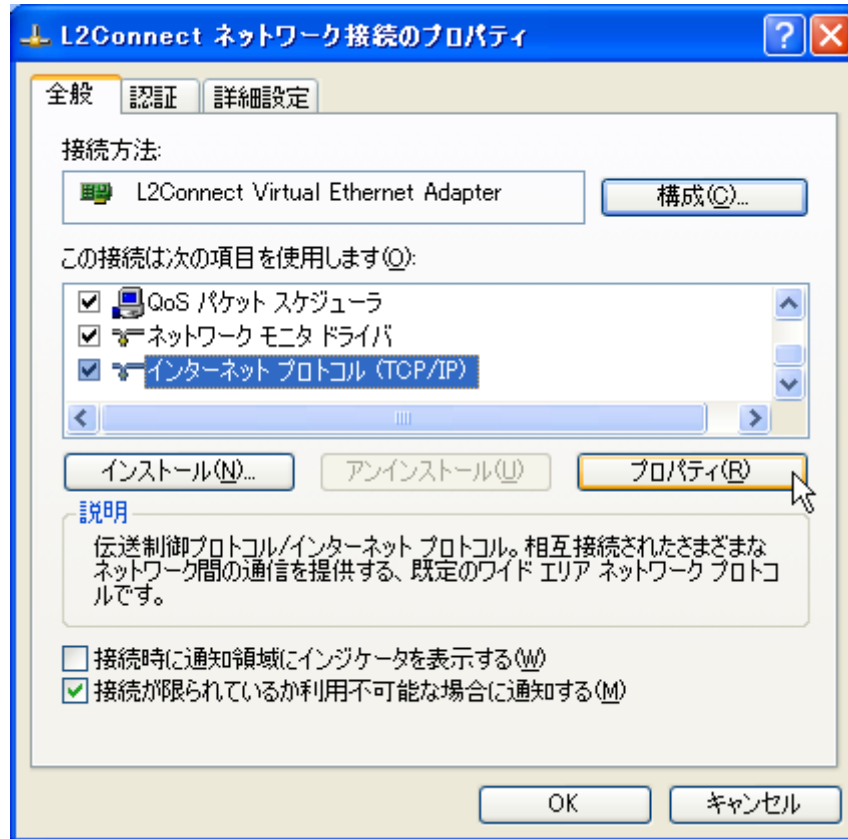 L2Connect ネットワーク接続のプロパティ
全般 認証 詳細設定
接続方法:
L2Connect Virtual Ethernet Adapter 構成(C)...
この接続は次の項目を使用します(O):
QoS パケット スケジューラ
ネットワーク モニタ ドライバ
インターネット プロトコル (TCP/IP)
インストール(N)... アンインストール(U) プロパティ(R)
説明
伝送制御プロトコル/インターネット プロトコル。相互接続されたさまざまな
ネットワーク間の通信を提供する、既定のワイド エリア ネットワーク プロトコ
ルです。
接続時に通知領域にインジケータを表示する(W)
接続が限られているか利用不可能な場合に通知する(M)
OK キャンセル